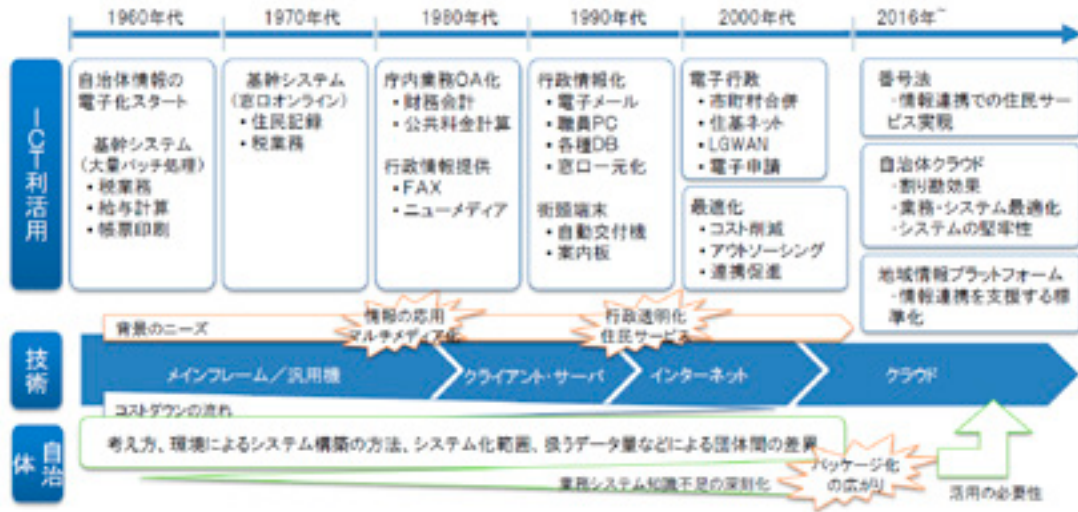 1960年代
1970年代
1980年代
1990年代
2000年代
2016年~
ICT利活用
自治体情報の
電子化スタート
基幹システム
(大量バッチ処理)
・税業務
・給与計算
・帳票印刷
基幹システム
(窓口オンライン)
・住民記録
・税業務
庁内業務OA化
・財務会計
・公共料金計算
行政情報提供
・FAX
・ニューメディア
行政情報化
・電子メール
・職員PC
・各種DB
・窓口一元化
街頭端末
・自動交付機
・案内板
電子行政
・市町村合併
・住基ネット
・LGWAN
・電子申請
最適化
・コスト削減
・アウトソーシング
・連携促進
番号法
・情報連携での住民サー
ビス実現
自治体クラウド
・割り勘効果
・業務・システム最適化
・システムの堅牢性
地域情報プラットフォーム
・情報連携を支援する標
準化
背景のニーズ
情報の応用
マルチメディア化
行政透明化
住民サービス
技術
メインフレーム/汎用機
クライアント・サーバ
インターネット
クラウド
コストダウンの流れ
自治体
考え方、環境によるシステム構築の方法、システム化範囲、扱うデータ量などによる団体間の差異
パッケージ化
の広がり
業務システム知識不足の深刻化
活用の必要性